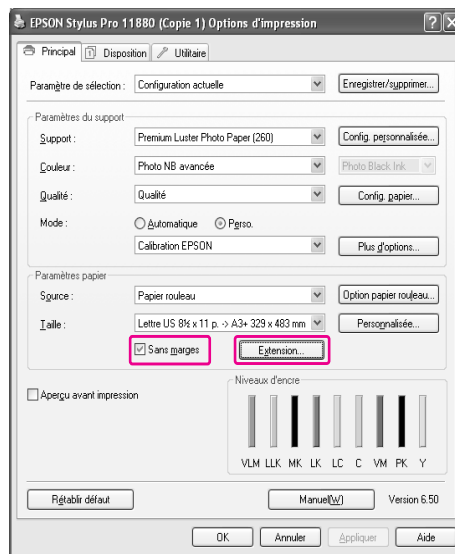 EPSON Stylus Pro 11880 (Copie 1) Options d'impression
Principal Disposition Utilitaire
Paramètre de sélection : Configuration actuelle Enregistrer/supprimer...
Paramètres du support
Support : Premium Luster Photo Paper (260) Config. personnalisée...
Couleur : Photo NB avancée Photo Black Ink
Qualité : Qualité Config. papier...
Mode : Automatique Perso.
Calibration EPSON Plus d'options...
Paramètres papier
Source : Papier rouleau Option papier rouleau...
Taille : Lettre US 8½ x 11 p. -> A3+ 329 x 483 mm Personnalisée...
Sans marges Extension...
Aperçu avant impression
Niveaux d'encre
VLM LLK MK LK LC C VM PK Y
Rétablir défaut Manuel(W) Version 6.50
OK Annuler Appliquer Aide